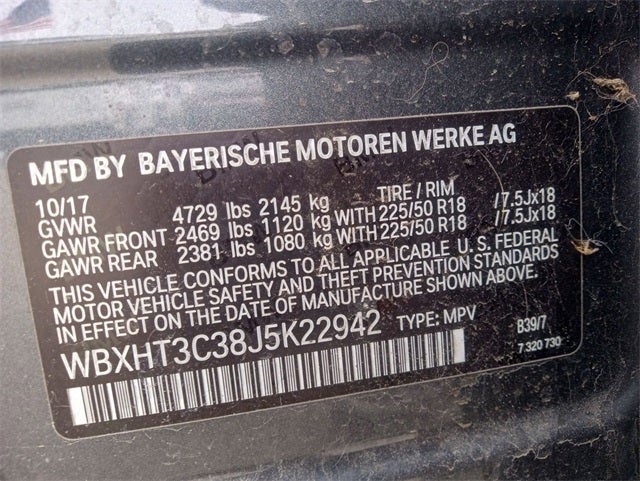 MFD BY BAYERISCHE MOTOREN WERKE AG
10/17 TIRE / RIM
GVWR 4729 lbs 2145 kg
GAWR FRONT 2469 lbs 1120 kg WITH 225/50 R18 / 7.5Jx18
GAWR REAR 2381 lbs 1080 kg WITH 225/50 R18 / 7.5Jx18
THIS VEHICLE CONFORMS TO ALL APPLICABLE U.S. FEDERAL
MOTOR VEHICLE SAFETY AND THEFT PREVENTION STANDARDS
IN EFFECT ON THE DATE OF MANUFACTURE SHOWN ABOVE.
WBXHT3C38J5K22942 TYPE: MPV B39/7
7 320 730